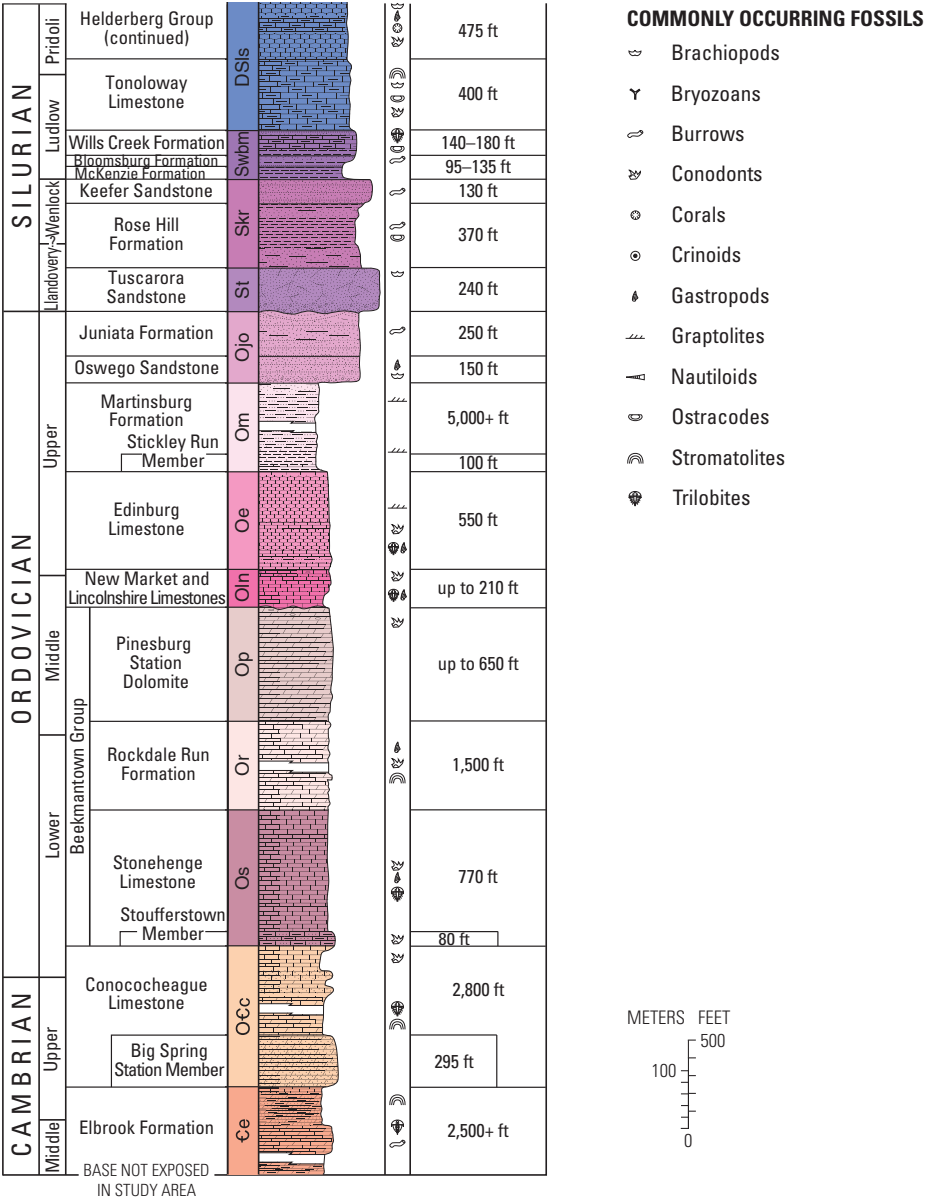 SILURIAN
Pridoli
Helderberg Group
(continued)
DSls
475 ft
Ludlow
Tonoloway
Limestone
400 ft
Wills Creek Formation
Swbm
140–180 ft
Bloomsburg Formation
McKenzie Formation
95–135 ft
Wenlock
Keefer Sandstone
Skr
130 ft
Rose Hill
Formation
370 ft
Llandovery
Tuscarora
Sandstone
St
240 ft
ORDOVICIAN
Upper
Juniata Formation
Ojo
250 ft
Oswego Sandstone
150 ft
Martinsburg
Formation
Om
5,000+ ft
Stickley Run
Member
100 ft
Edinburg
Limestone
Oe
550 ft
Middle
New Market and
Lincolnshire Limestones
Oln
up to 210 ft
Beekmantown Group
Pinesburg
Station
Dolomite
Op
up to 650 ft
Lower
Rockdale Run
Formation
Or
1,500 ft
Stonehenge
Limestone
Os
770 ft
Stoufferstown
Member
80 ft
CAMBRIAN
Upper
Conococheague
Limestone
O€c
2,800 ft
Big Spring
Station Member
295 ft
Middle
Elbrook Formation
€e
2,500+ ft
BASE NOT EXPOSED
IN STUDY AREA
COMMONLY OCCURRING FOSSILS
Brachiopods
Bryozoans
Burrows
Conodonts
Corals
Crinoids
Gastropods
Graptolites
Nautiloids
Ostracodes
Stromatolites
Trilobites
METERS FEET
500
100
0